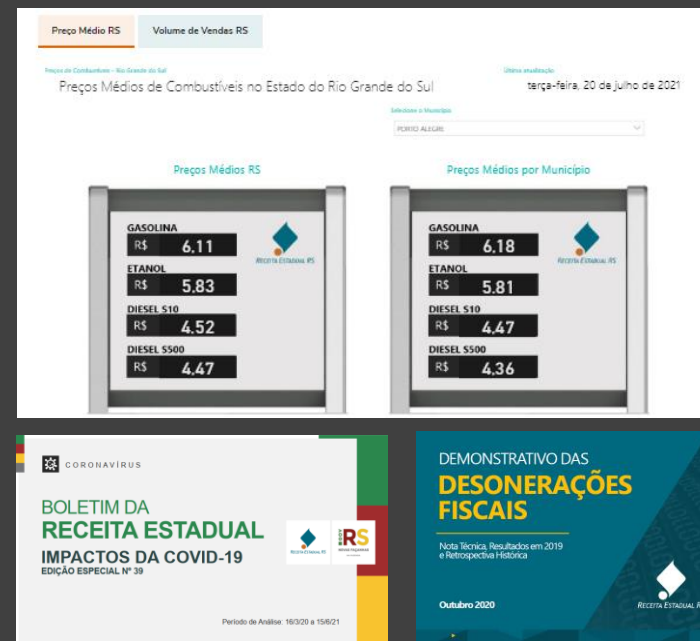 Preço Médio RS
Volume de Vendas RS
Preços de Combustíveis - Rio Grande do Sul
Preços Médios de Combustíveis no Estado do Rio Grande do Sul
Última atualização
terça-feira, 20 de julho de 2021
Selecione o Município
PORTO ALEGRE
Preços Médios RS
GASOLINA
R$ 6.11
ETANOL
R$ 5.83
DIESEL S10
R$ 4.52
DIESEL S500
R$ 4.47
RECEITA ESTADUAL RS
Preços Médios por Município
GASOLINA
R$ 6.18
ETANOL
R$ 5.81
DIESEL S10
R$ 4.47
DIESEL S500
R$ 4.36
RECEITA ESTADUAL RS
CORONAVÍRUS
BOLETIM DA
RECEITA ESTADUAL
IMPACTOS DA COVID-19
EDIÇÃO ESPECIAL Nº 39
RECEITA ESTADUAL RS
GOV
RS
Período de Análise: 16/3/20 a 15/6/21
DEMONSTRATIVO DAS
DESONERAÇÕES
FISCAIS
Nota Técnica, Resultados em 2019
e Retrospectiva Histórica
Outubro 2020
RECEITA ESTADUAL R